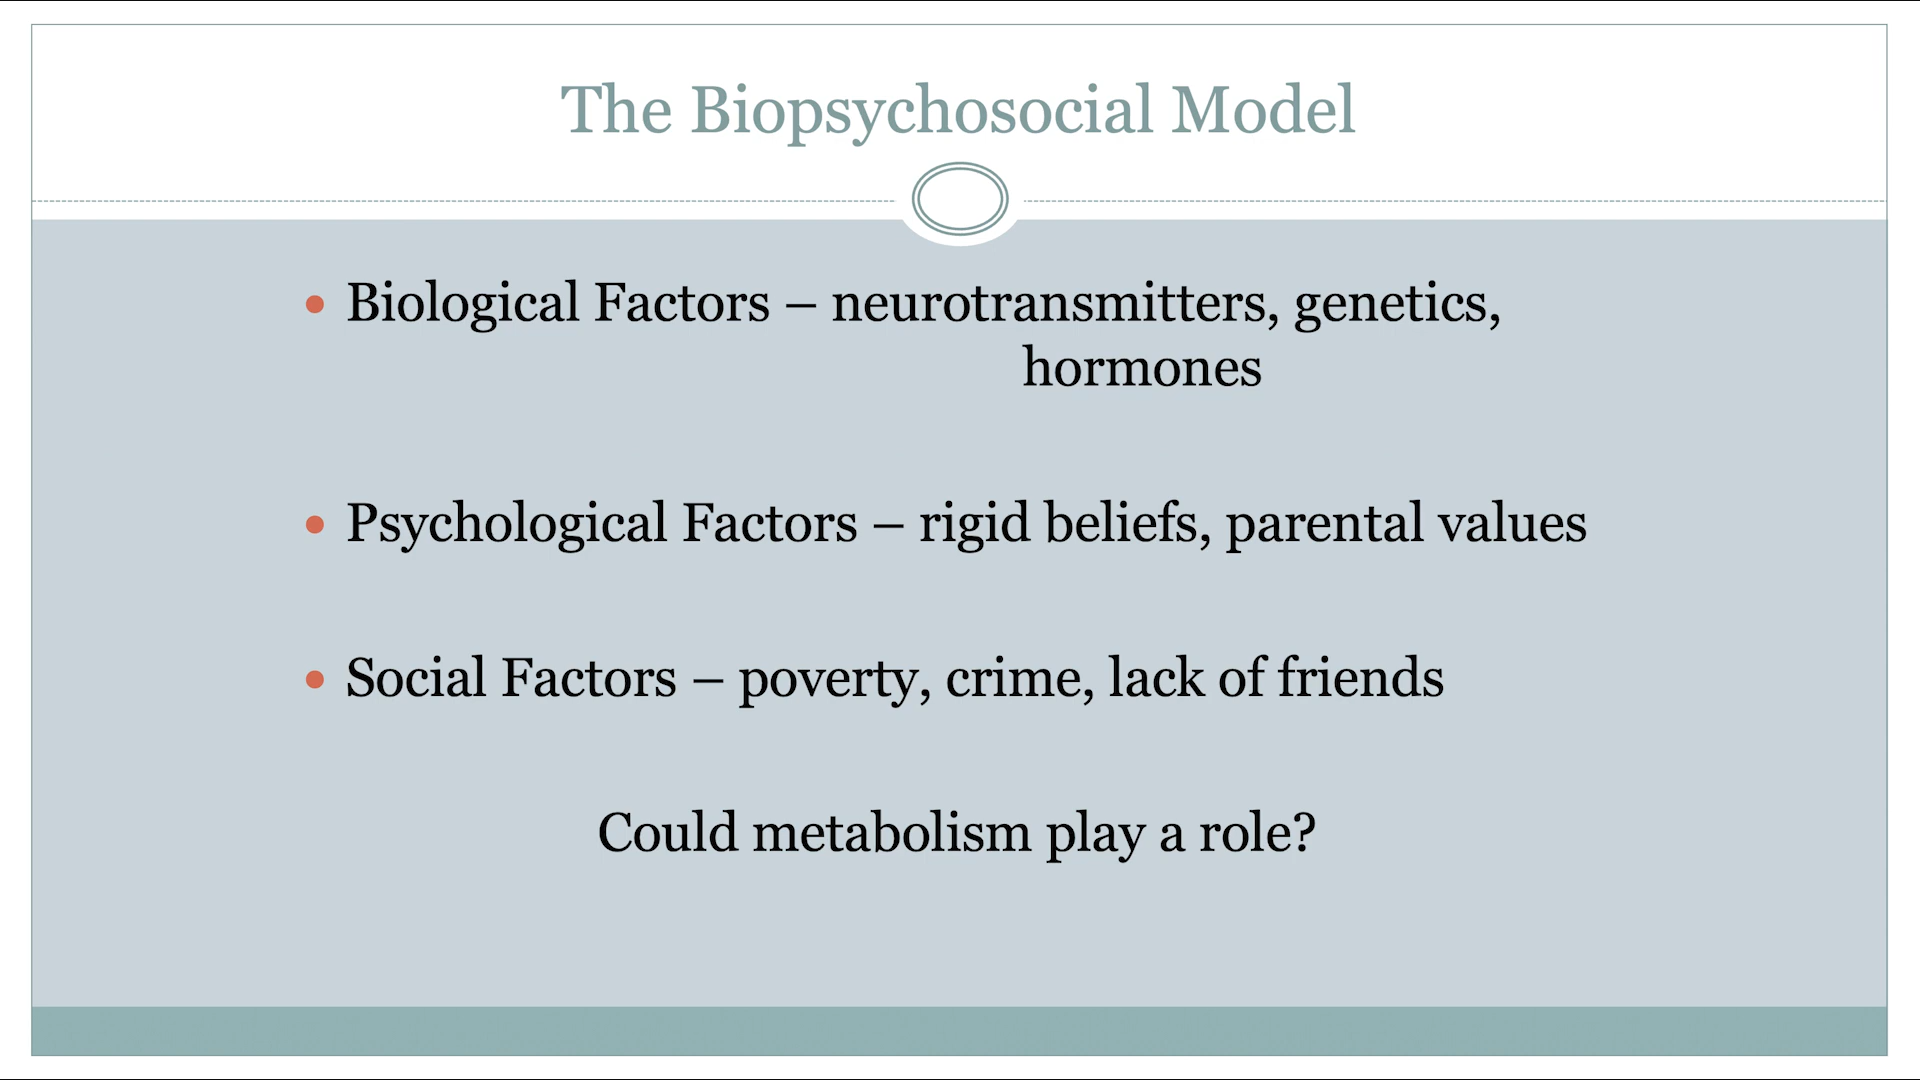 The Biopsychosocial Model
• Biological Factors – neurotransmitters, genetics,
hormones
• Psychological Factors – rigid beliefs, parental values
• Social Factors – poverty, crime, lack of friends
Could metabolism play a role?